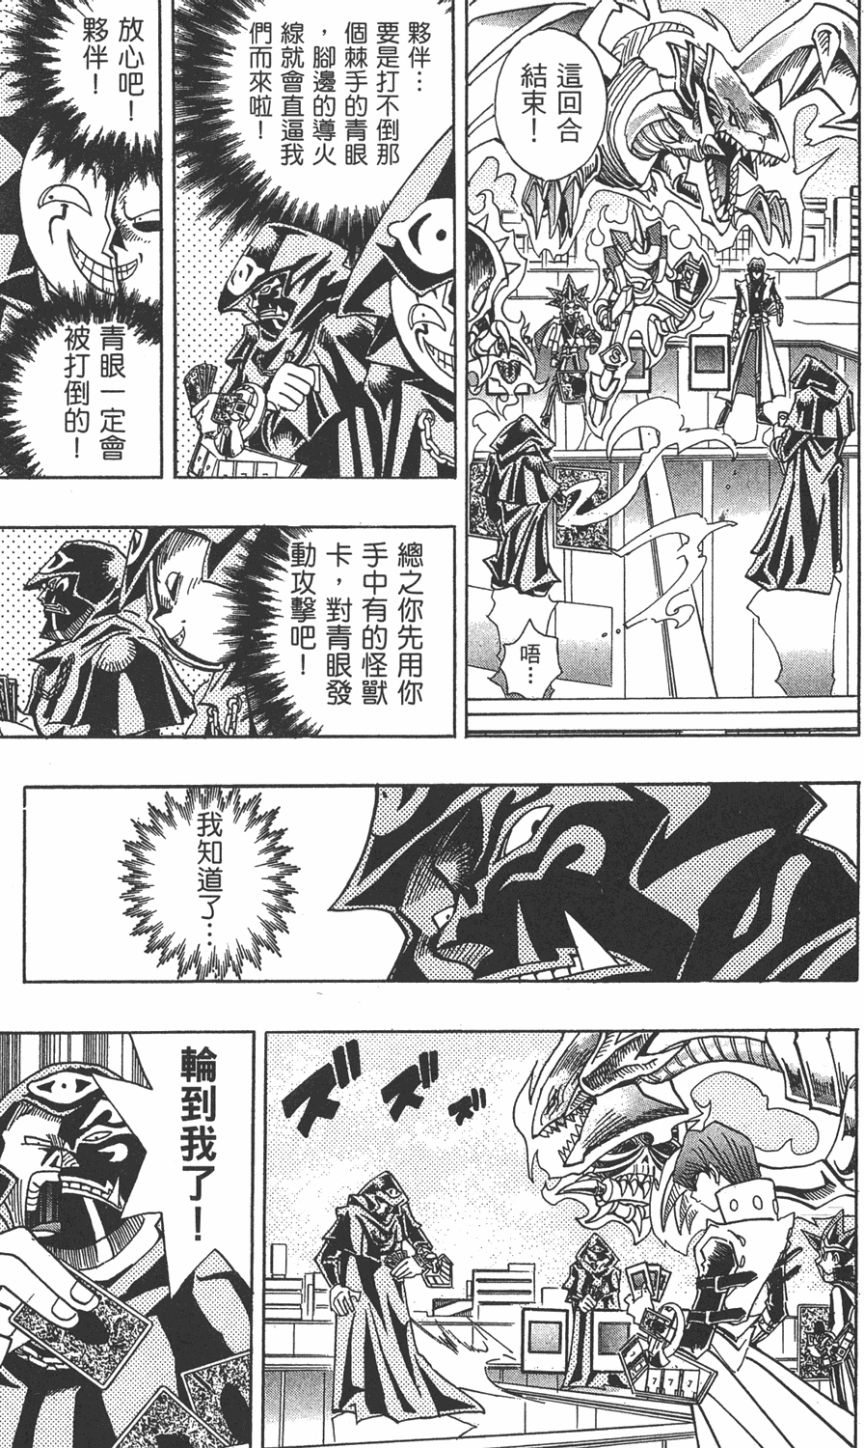 這回合
結束！
唔…
夥伴…
要是打不倒那
個棘手的青眼
，腳邊的導火
線就會直逼我
們而來啦！
放心吧！
夥伴！
青眼一定會
被打倒的！
總之你先用你
手中有的怪獸
卡，對青眼發
動攻擊吧！
我知道了…
ズ
ズ
ズ
777
輪到我了！